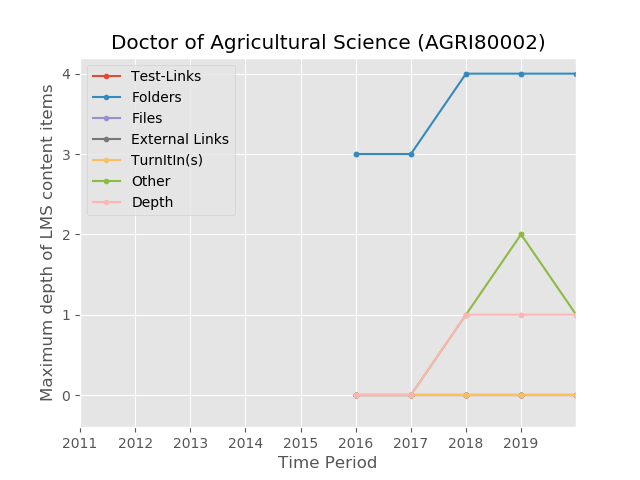 Doctor of Agricultural Science (AGRI80002)
Maximum depth of LMS content items
4
3
2
1
0
Test-Links
Folders
Files
External Links
TurnItIn(s)
Other
Depth
2011 2012 2013 2014 2015 2016 2017 2018 2019
Time Period